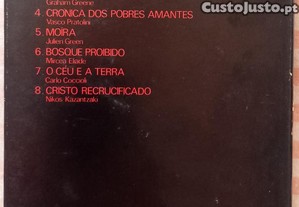 CustoJusto.pt
Graham Greene
4. CRONICA DOS POBRES AMANTES
Vasco Pratolini
5. MOIRA
Julien Green
6. BOSQUE PROIBIDO
Mircea Eliade
7. O CÉU E A TERRA
Carlo Coccioli
8. CRISTO RECRUCIFICADO
Nikos Kazantzaki